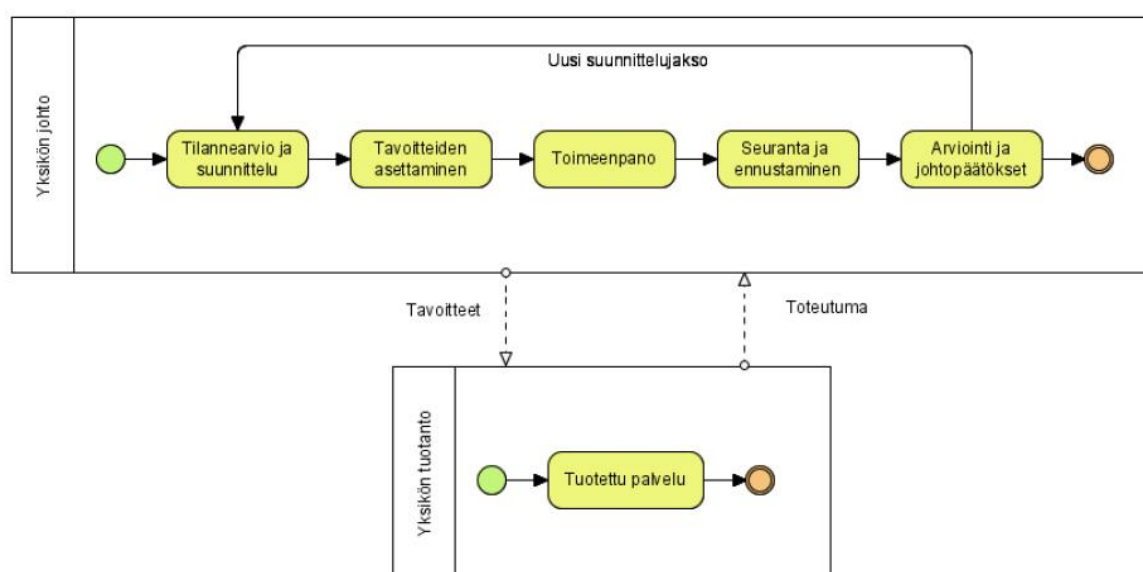 Uusi suunnittelujakso
Yksikön johto
Tilannearvio ja
suunnittelu
Tavoitteiden
asettaminen
Toimeenpano
Seuranta ja
ennustaminen
Arviointi ja
johtopäätökset
Tavoitteet
Toteutuma
Yksikön tuotanto
Tuotettu palvelu